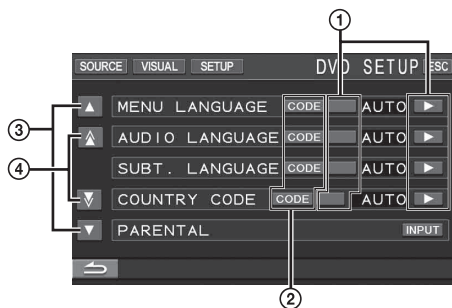 ①
SOURCE VISUAL SETUP DVD SETUP ESC
MENU LANGUAGE CODE AUTO
③
AUDIO LANGUAGE CODE AUTO
④
SUBT. LANGUAGE CODE AUTO
COUNTRY CODE CODE AUTO
PARENTAL INPUT
②